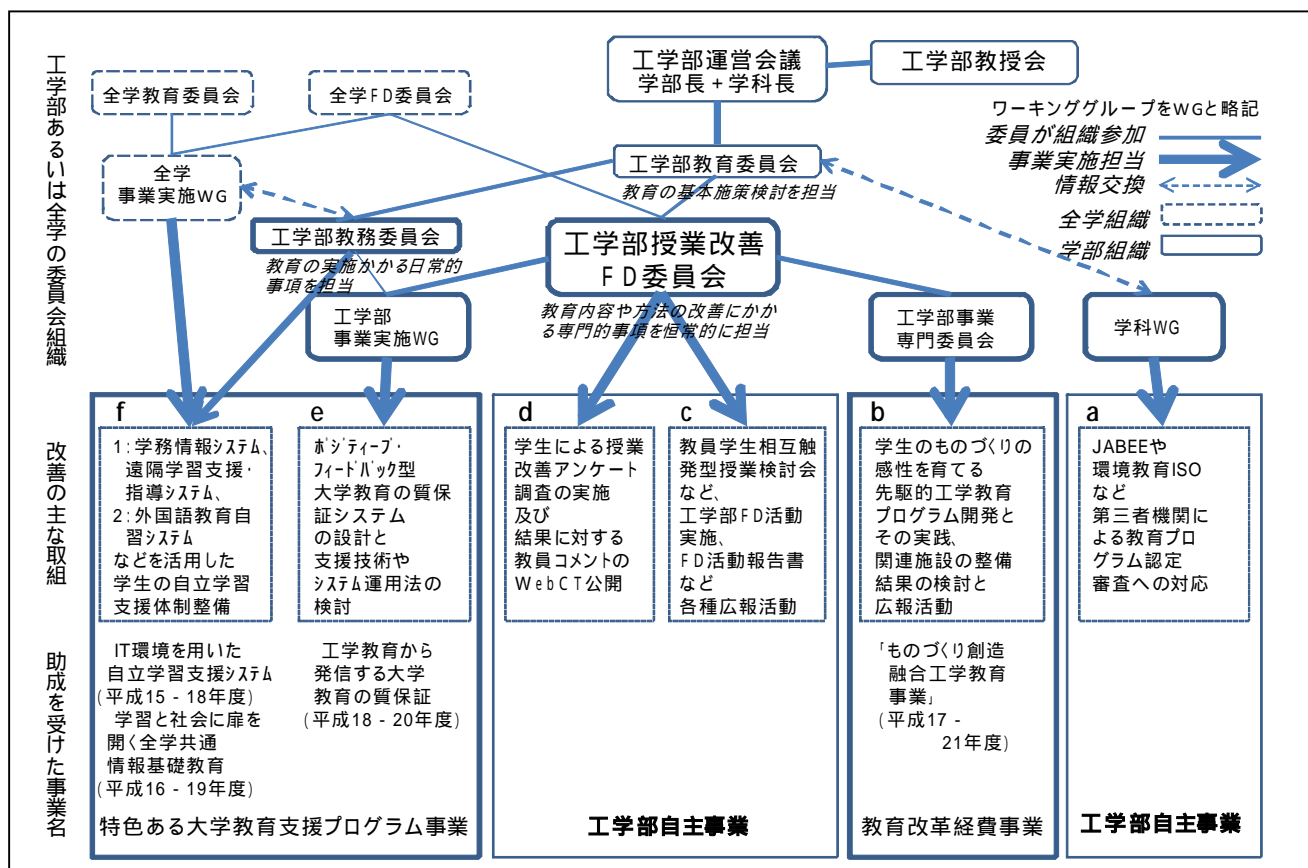 工学部あるいは全学の委員会組織
改善の主な取組
助成を受けた事業名
工学部運営会議
学部長+学科長
工学部教授会
全学教育委員会
全学FD委員会
ワーキンググループをWGと略記
委員が組織参加
事業実施担当
情報交換
全学組織
学部組織
全学
事業実施WG
工学部教育委員会
教育の基本施策検討を担当
工学部教務委員会
教育の実施かかる日常的
事項を担当
工学部授業改善
FD委員会
教育内容や方法の改善にかか
る専門的事項を恒常的に担当
工学部
事業実施WG
工学部事業
専門委員会
学科WG
f
1:学務情報システム、
遠隔学習支援・
指導システム、
2:外国語教育自
習システム
などを活用した
学生の自立学習
支援体制整備
IT環境を用いた
自立学習支援システム
(平成15-18年度)
学習と社会に扉を
開く全学共通
情報基礎教育
(平成16-19年度)
e
ポジティープ・
フィードバック型
大学教育の質保
証システム
の設計と
支援技術や
システム運用法の
検討
工学教育から
発信する大学
教育の質保証
(平成18-20年度)
特色ある大学教育支援プログラム事業
d
学生による授業
改善アンケート
調査の実施
及び
結果に対する
教員コメントの
WebCT公開
c
教員学生相互触
発型授業検討会
など、
工学部FD活動
実施、
FD活動報告書
など
各種広報活動
工学部自主事業
b
学生のものづくりの
感性を育てる
先駆的工学教育
プログラム開発と
その実践、
関連施設の整備
結果の検討と
広報活動
「ものづくり創造
融合工学教育
事業」
(平成17-
21年度)
教育改革経費事業
a
JABEEや
環境教育ISO
など
第三者機関に
よる教育プロ
グラム認定
審査への対応
工学部自主事業